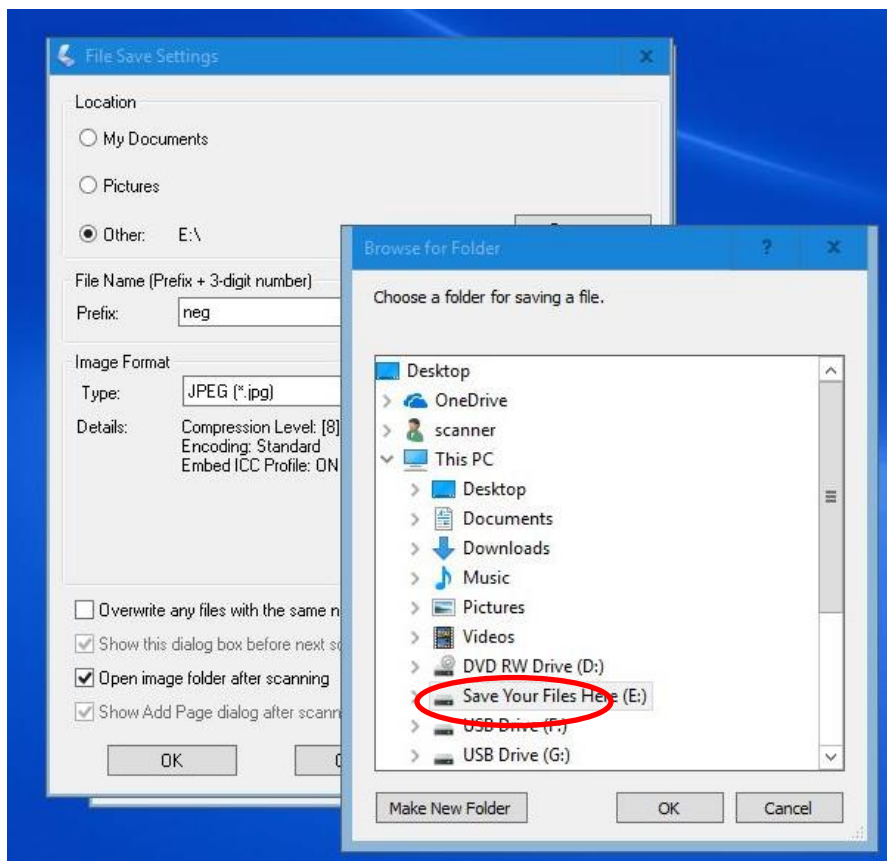 File Save Settings
Location
My Documents
Pictures
Other: E:\
File Name (Prefix + 3-digit number)
Prefix: neg
Image Format
Type: JPEG (*.jpg)
Details: Compression Level: [8]
Encoding: Standard
Embed ICC Profile: ON
Overwrite any files with the same
Show this dialog box before next
Open image folder after scanning
Show Add Page dialog after
OK
Browse for Folder
?
Choose a folder for saving a file.
Desktop
OneDrive
scanner
This PC
Desktop
Documents
Downloads
Music
Pictures
Videos
DVD RW Drive (D:)
Save Your Files Here (E:)
USB Drive (F:)
USB Drive (G:)
Make New Folder
OK
Cancel